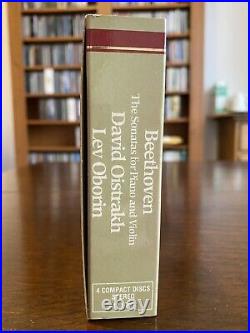 Beethoven
The Sonatas for Piano and Violin
David Oistrakh
Lev Oborin
4 COMPACT DISCS
STEREO